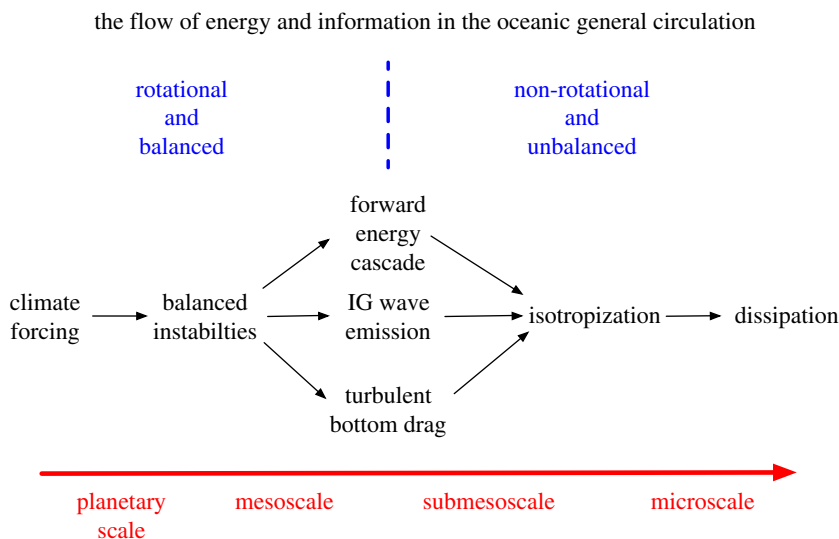 the flow of energy and information in the oceanic general circulation
rotational
and
balanced
non-rotational
and
unbalanced
forward
energy
cascade
climate
forcing
balanced
instabilties
IG wave
emission
isotropization
dissipation
turbulent
bottom drag
planetary
scale
mesoscale
submesoscale
microscale